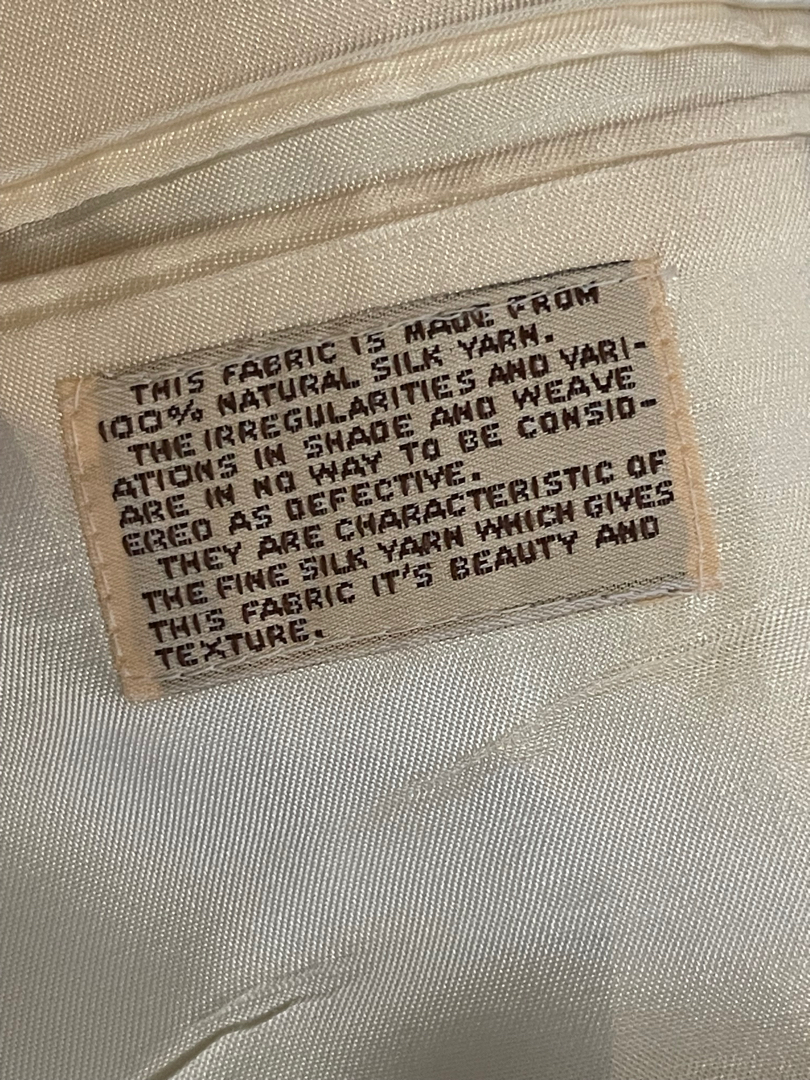 THIS FABRIC IS MADE FROM
100% NATURAL SILK YARN.
THE IRREGULARITIES AND VARI-
ATIONS IN SHADE AND WEAVE
ARE IN NO WAY TO BE CONSID-
ERED AS DEFECTIVE.
THEY ARE CHARACTERISTIC OF
THE FINE SILK YARN WHICH GIVES
THIS FABRIC IT'S BEAUTY AND
TEXTURE.